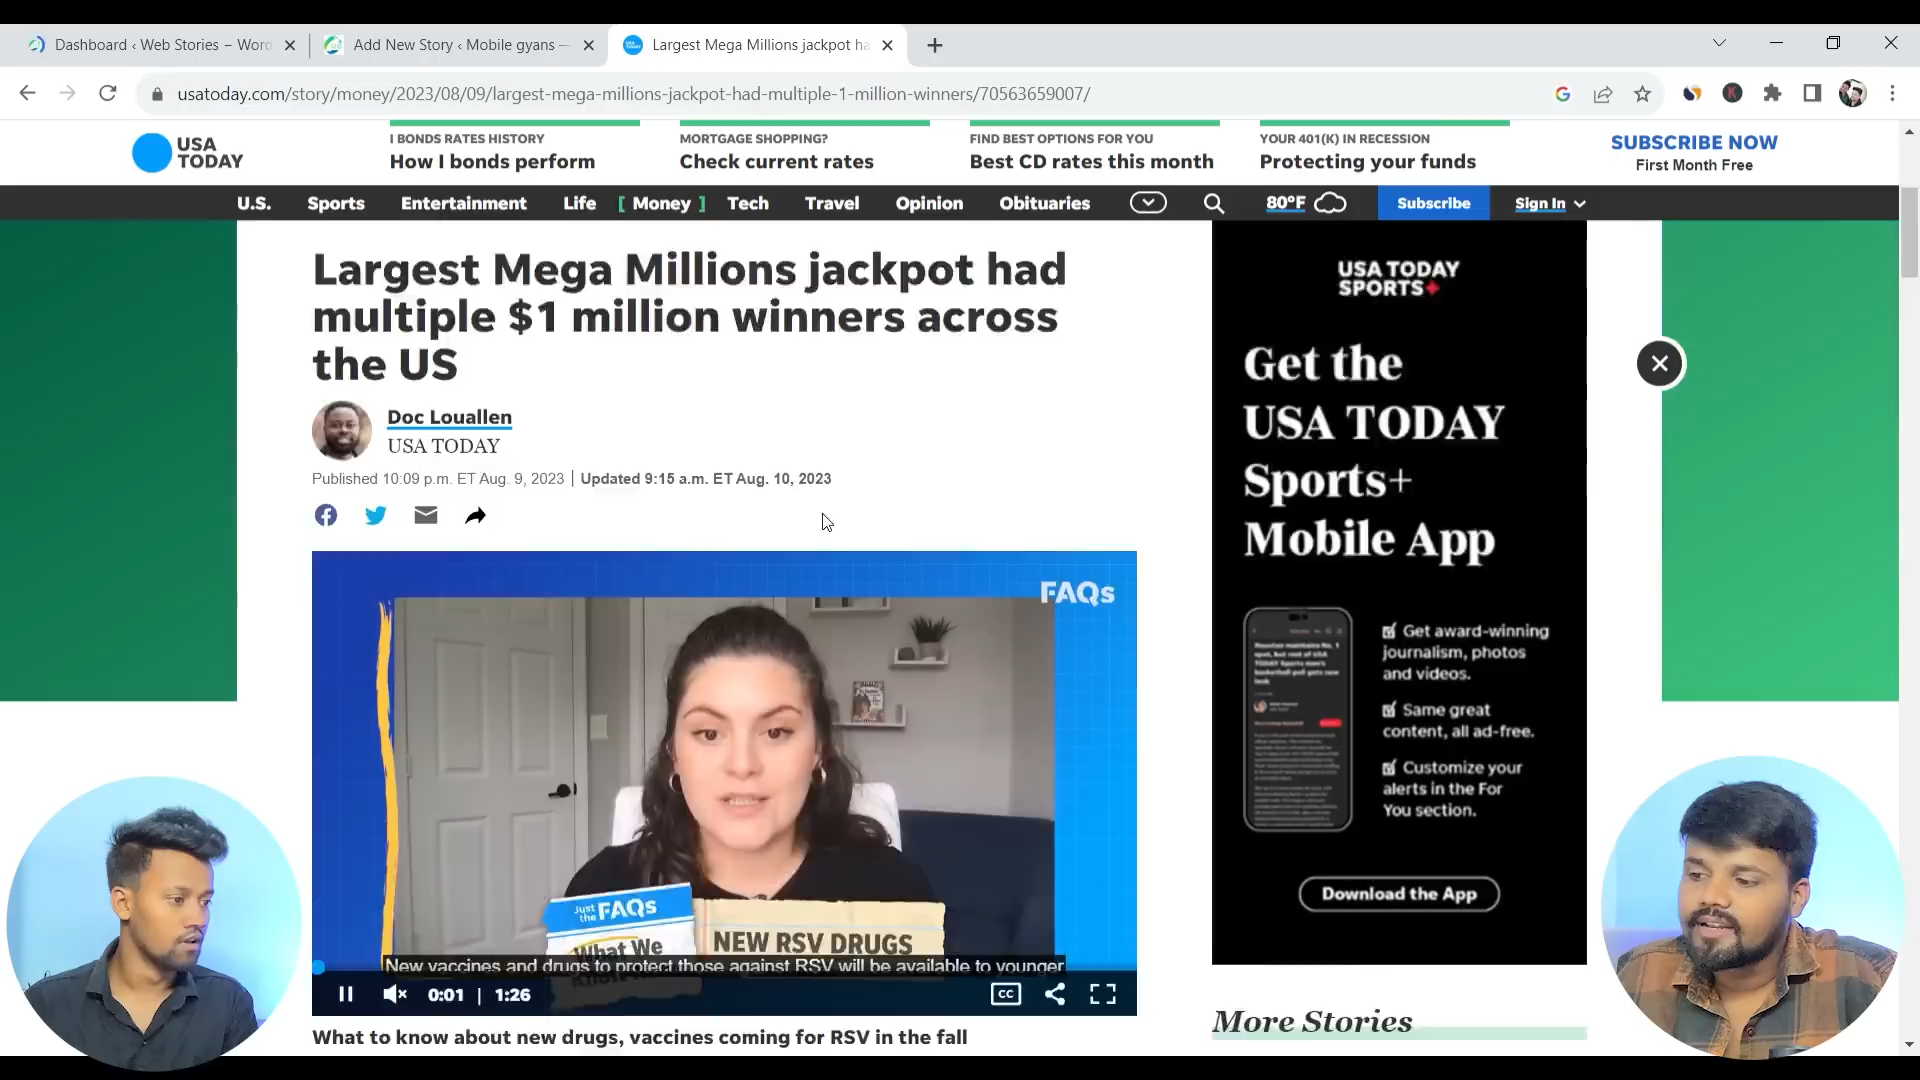 Dashboard ‹ Web Stories – Word
Add New Story ‹ Mobile gyans —
Largest Mega Millions jackpot ha
usatoday.com/story/money/2023/08/09/largest-mega-millions-jackpot-had-multiple-1-million-winners/70563659007/
USA
TODAY
I BONDS RATES HISTORY
How I bonds perform
MORTGAGE SHOPPING?
Check current rates
FIND BEST OPTIONS FOR YOU
Best CD rates this month
YOUR 401(K) IN RECESSION
Protecting your funds
SUBSCRIBE NOW
First Month Free
U.S. Sports Entertainment Life [ Money ] Tech Travel Opinion Obituaries 80°F Subscribe Sign In
Largest Mega Millions jackpot had
multiple $1 million winners across
the US
Doc Louallen
USA TODAY
Published 10:09 p.m. ET Aug. 9, 2023 | Updated 9:15 a.m. ET Aug. 10, 2023
FAQs
Just the FAQs
What We
NEW RSV DRUGS
New vaccines and drugs to protect those against RSV will be available to younger
0:01 | 1:26
CC
What to know about new drugs, vaccines coming for RSV in the fall
USA TODAY
SPORTS+
Get the
USA TODAY
Sports+
Mobile App
Get award-winning
journalism, photos
and videos.
Same great
content, all ad-free.
Customize your
alerts in the For
You section.
Download the App
More Stories